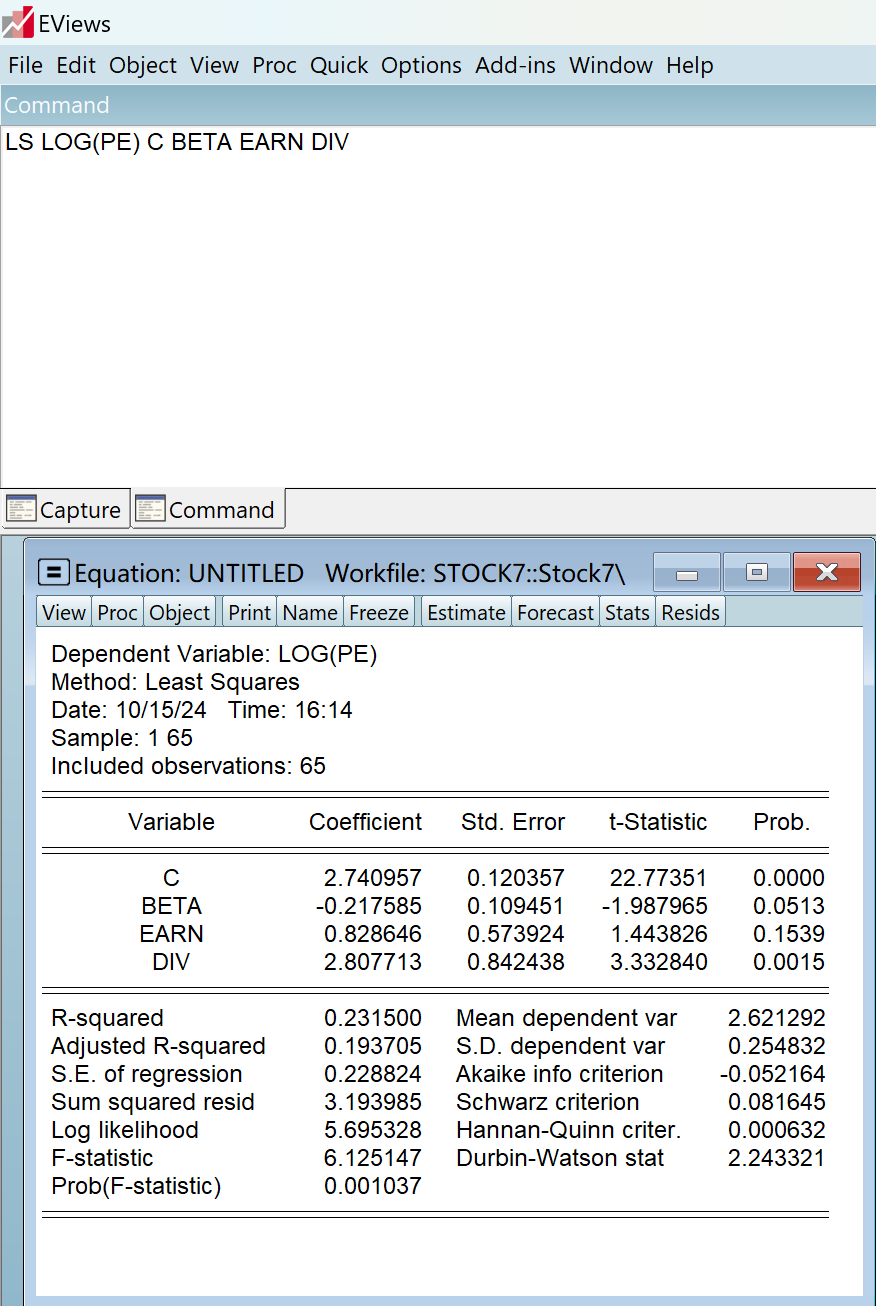 EViews
File Edit Object View Proc Quick Options Add-ins Window Help
Command
LS LOG(PE) C BETA EARN DIV
Capture Command
Equation: UNTITLED Workfile: STOCK7::Stock7\
View Proc Object Print Name Freeze Estimate Forecast Stats Resids
Dependent Variable: LOG(PE)
Method: Least Squares
Date: 10/15/24 Time: 16:14
Sample: 1 65
Included observations: 65
Variable Coefficient Std. Error t-Statistic Prob.
C 2.740957 0.120357 22.77351 0.0000
BETA -0.217585 0.109451 -1.987965 0.0513
EARN 0.828646 0.573924 1.443826 0.1539
DIV 2.807713 0.842438 3.332840 0.0015
R-squared 0.231500 Mean dependent var 2.621292
Adjusted R-squared 0.193705 S.D. dependent var 0.254832
S.E. of regression 0.228824 Akaike info criterion -0.052164
Sum squared resid 3.193985 Schwarz criterion 0.081645
Log likelihood 5.695328 Hannan-Quinn criter. 0.000632
F-statistic 6.125147 Durbin-Watson stat 2.243321
Prob(F-statistic) 0.001037